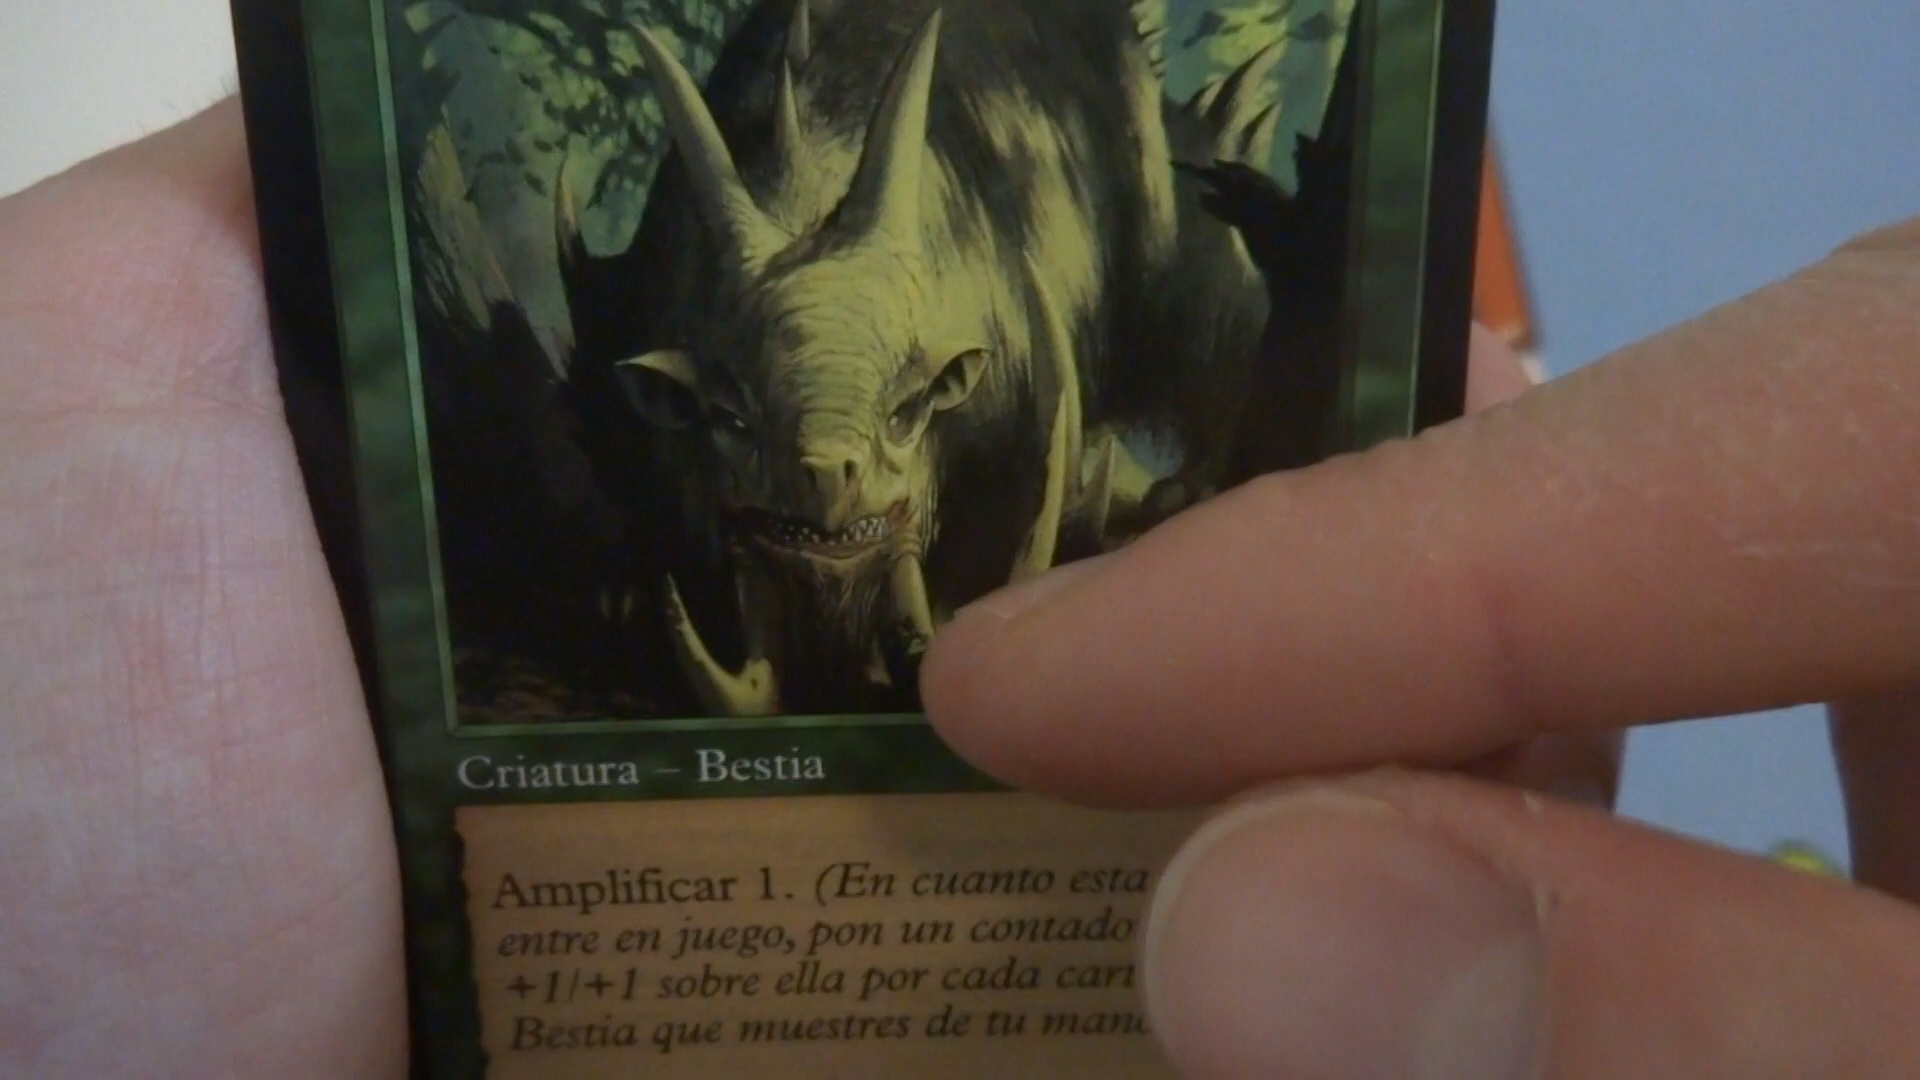 Criatura – Bestia
Amplificar 1. (En cuanto esta
entre en juego, pon un contado
+1/+1 sobre ella por cada cart
Bestia que muestres de tu mano